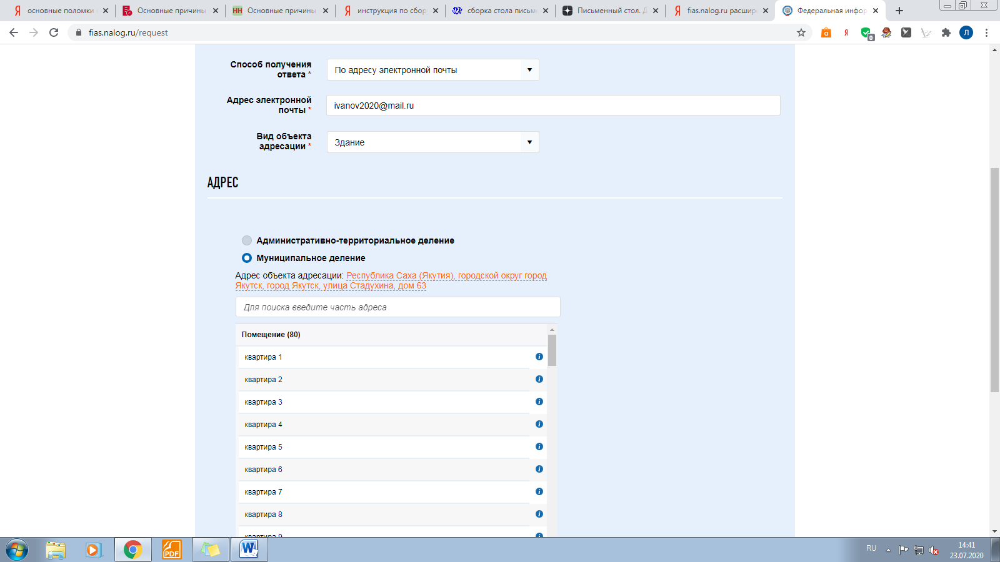 основные поломки
Основные причины
Основные причины
инструкция по сбор
сборка стола письм
Письменный стол. Д
fias.nalog.ru расшир
Федеральная инфор
fias.nalog.ru/request
Способ получения
ответа *
По адресу электронной почты
Адрес электронной
почты *
ivanov2020@mail.ru
Вид объекта
адресации *
Здание
АДРЕС
Административно-территориальное деление
Муниципальное деление
Адрес объекта адресации: Республика Саха (Якутия), городской округ город
Якутск, город Якутск, улица Стадухина, дом 63
Для поиска введите часть адреса
Помещение (80)
квартира 1
квартира 2
квартира 3
квартира 4
квартира 5
квартира 6
квартира 7
квартира 8
квартира 9
RU
14:41
23.07.2020